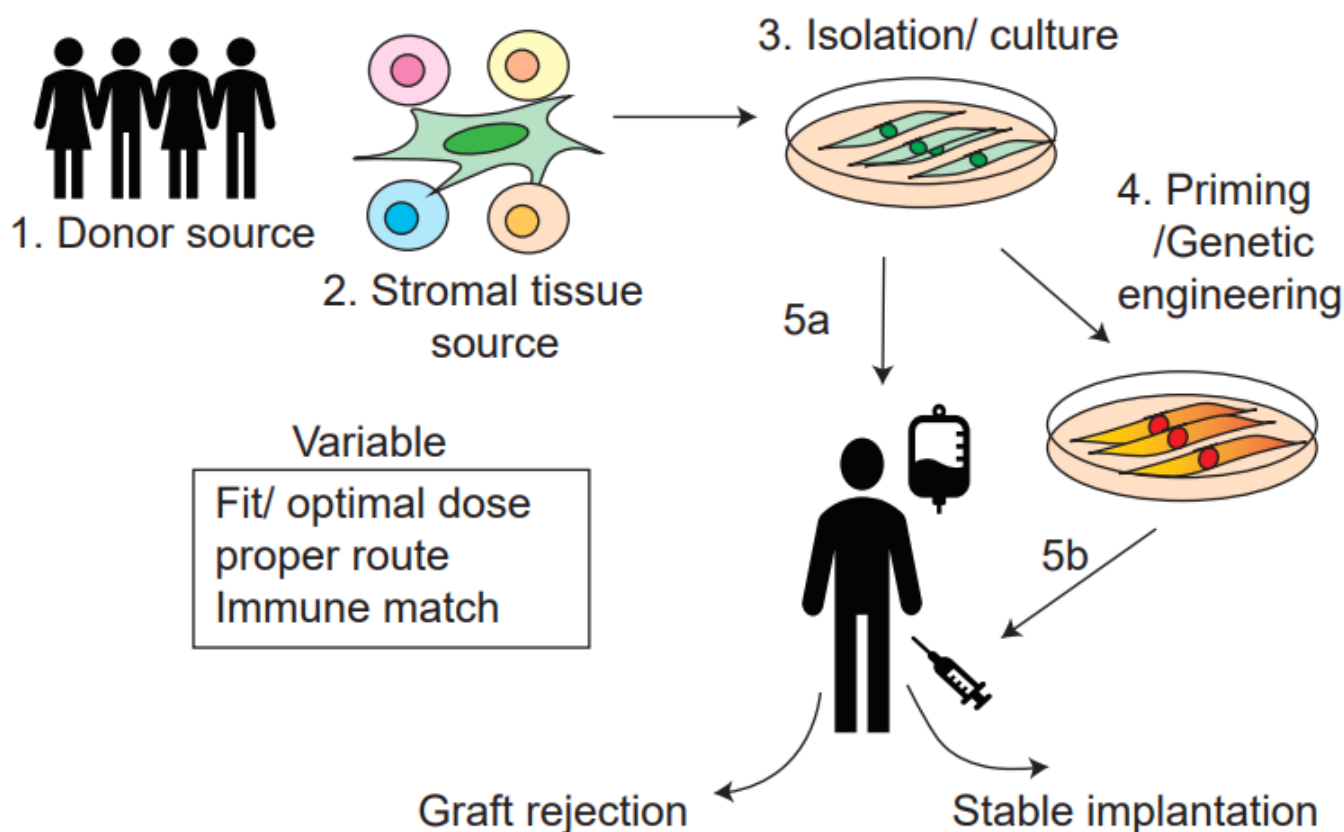 1. Donor source
2. Stromal tissue
source
3. Isolation/ culture
4. Priming
/Genetic
engineering
5a
5b
Variable
Fit/ optimal dose
proper route
Immune match
Graft rejection
Stable implantation